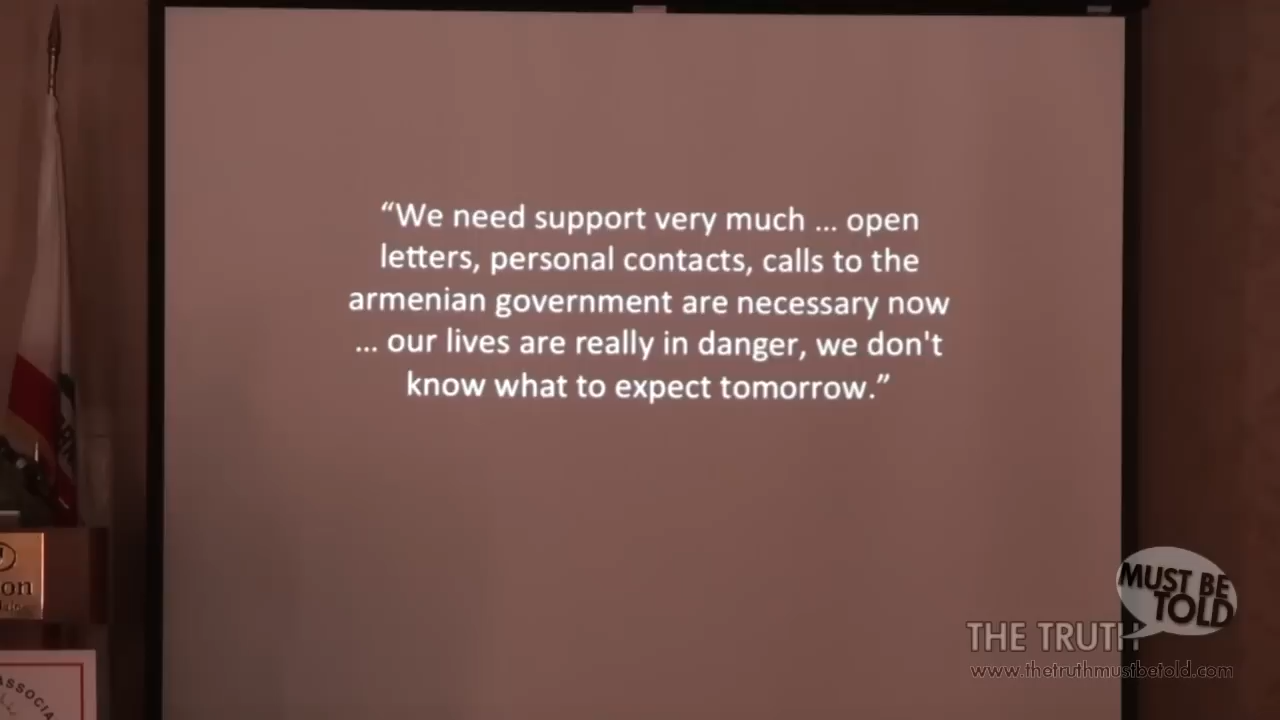 “We need support very much ... open
letters, personal contacts, calls to the
armenian government are necessary now
... our lives are really in danger, we don't
know what to expect tomorrow.”
MUST BE
TOLD
THE TRUTH
www.thetruthmustbetold.com